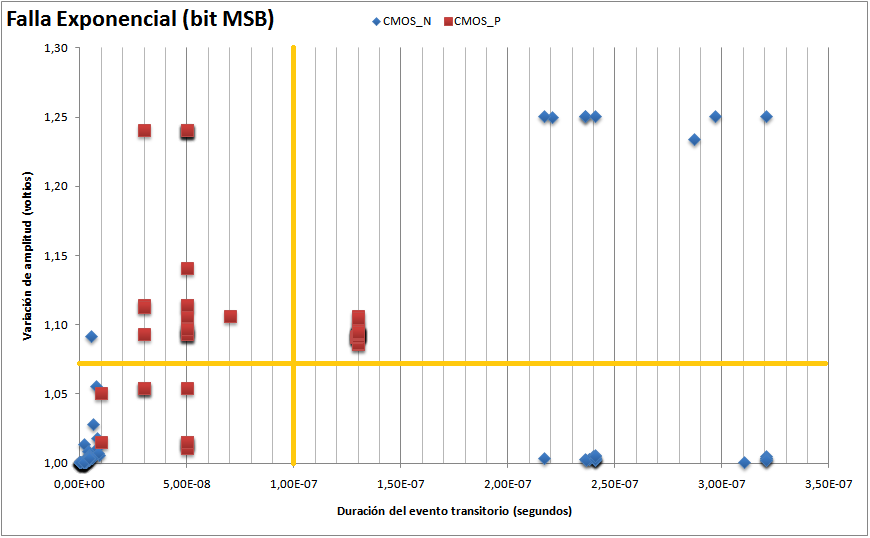 Falla Exponencial (bit MSB)
CMOS_N CMOS_P
1,30
1,25
1,20
1,15
1,10
1,05
1,00
Variación de amplitud (voltios)
0,00E+00 5,00E-08 1,00E-07 1,50E-07 2,00E-07 2,50E-07 3,00E-07 3,50E-07
Duración del evento transitorio (segundos)